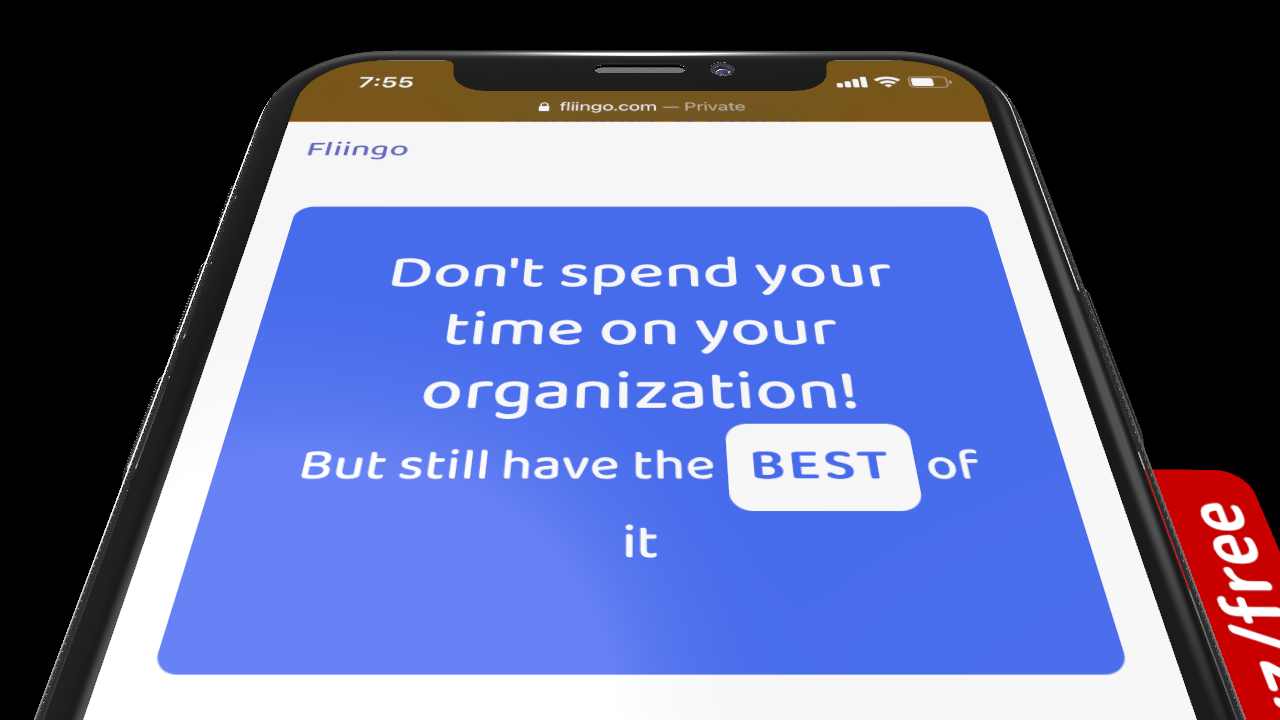 7:55
fliingo.com — Private
Fliingo
Don't spend your
time on your
organization!
But still have the BEST of
it
/free